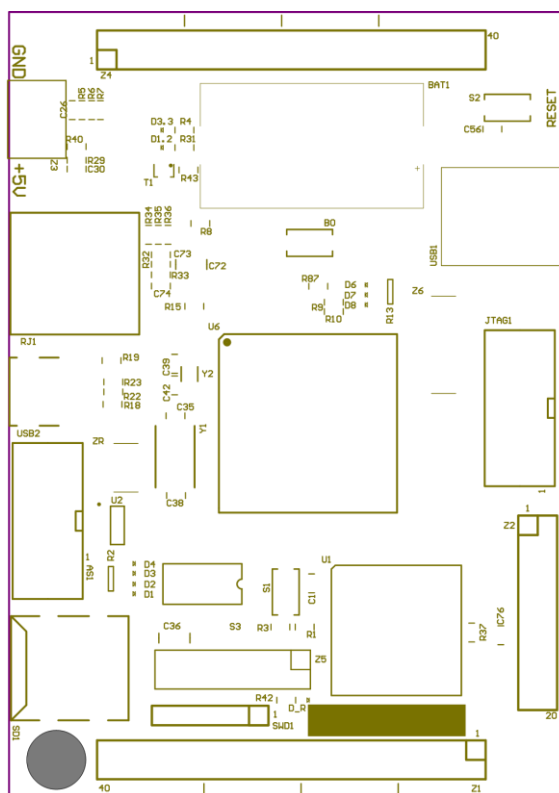 40
1
Z4
GND
BAT1
S2
RESET
R5
R6
R7
C26
D3.3
R4
C56
D1.2
R31
R40
R29
C30
+5V
T1
R43
R34
R35
R36
R8
B0
USB1
R32
C73
C72
R33
C74
R87
D6
D7
D8
Z6
R9
R10
R13
R15
U6
JTAG1
RJ1
R19
C39
Y2
R23
R22
R18
C42
C35
USB2
ZR
Y1
C38
1
U2
1
Z2
R2
1
AS1
D4
D3
D2
D1
S1
C1
U1
C36
S3
R3
R1
R37
C76
Z5
R42
D_R
1
SWD1
20
SD1
1
40
Z1